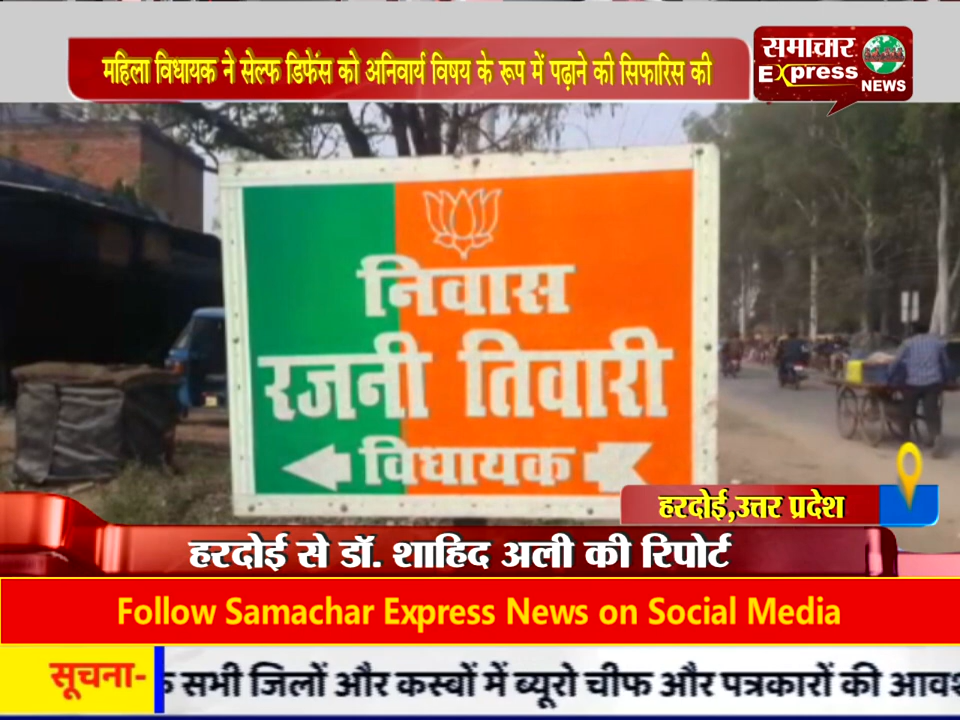 महिला विधायक ने सेल्फ डिफेंस को अनिवार्य विषय के रूप में पढ़ाने की सिफारिस की
समाचार
Express
NEWS
निवास
रजनी तिवारी
विधायक
हरदोई,उत्तर प्रदेश
हरदोई से डॉ. शाहिद अली की रिपोर्ट
Follow Samachar Express News on Social Media
सूचना- सभी जिलों और कस्बों में ब्यूरो चीफ और पत्रकारों की